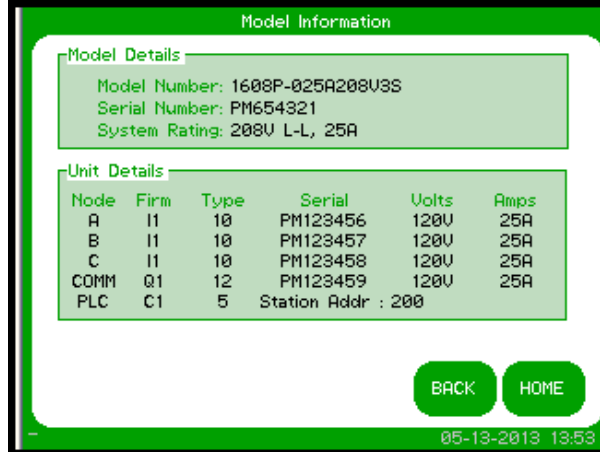 Model Information
Model Details
Model Number: 1608P-025A208V3S
Serial Number: PM654321
System Rating: 208V L-L, 25A
Unit Details
Node Firm Type Serial Volts Amps
A I1 10 PM123456 120V 25A
B I1 10 PM123457 120V 25A
C I1 10 PM123458 120V 25A
COMM Q1 12 PM123459 120V 25A
PLC C1 5 Station Addr : 200
BACK HOME
05-13-2013 13:53